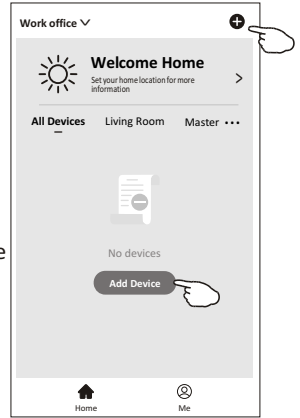 Work office
Welcome Home
Set your home location for more
information
All Devices Living Room Master
e
No devices
Add Device
Home Me